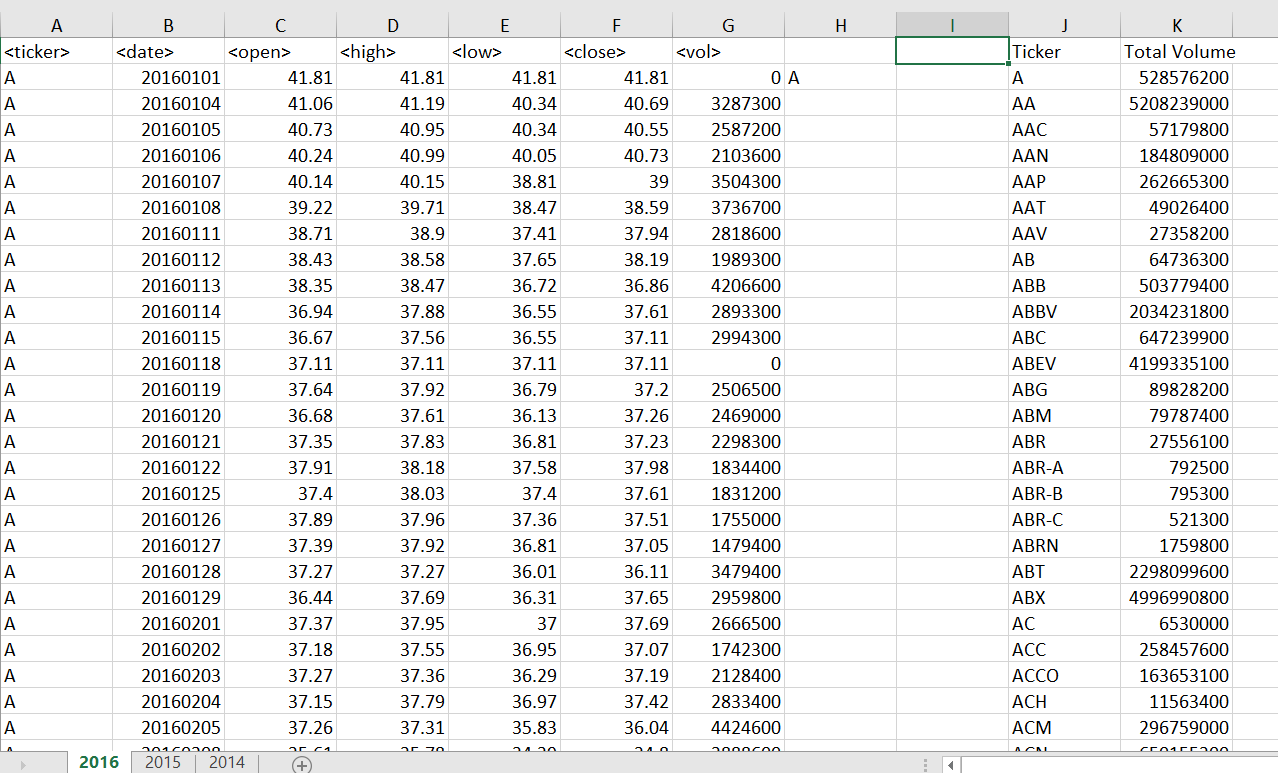 A B C D E F G H I J K
<ticker> <date> <open> <high> <low> <close> <vol> Ticker Total Volume
A 20160101 41.81 41.81 41.81 41.81 0 A A 528576200
A 20160104 41.06 41.19 40.34 40.69 3287300 AA 5208239000
A 20160105 40.73 40.95 40.34 40.55 2587200 AAC 57179800
A 20160106 40.24 40.99 40.05 40.73 2103600 AAN 184809000
A 20160107 40.14 40.15 38.81 39 3504300 AAP 262665300
A 20160108 39.22 39.71 38.47 38.59 3736700 AAT 49026400
A 20160111 38.71 38.9 37.41 37.94 2818600 AAV 27358200
A 20160112 38.43 38.58 37.65 38.19 1989300 AB 64736300
A 20160113 38.35 38.47 36.72 36.86 4206600 ABB 503779400
A 20160114 36.94 37.88 36.55 37.61 2893300 ABBV 2034231800
A 20160115 36.67 37.56 36.55 37.11 2994300 ABC 647239900
A 20160118 37.11 37.11 37.11 37.11 0 ABEV 4199335100
A 20160119 37.64 37.92 36.79 37.2 2506500 ABG 89828200
A 20160120 36.68 37.61 36.13 37.26 2469000 ABM 79787400
A 20160121 37.35 37.83 36.81 37.23 2298300 ABR 27556100
A 20160122 37.91 38.18 37.58 37.98 1834400 ABR-A 792500
A 20160125 37.4 38.03 37.4 37.61 1831200 ABR-B 795300
A 20160126 37.89 37.96 37.36 37.51 1755000 ABR-C 521300
A 20160127 37.39 37.92 36.81 37.05 1479400 ABRN 1759800
A 20160128 37.27 37.27 36.01 36.11 3479400 ABT 2298099600
A 20160129 36.44 37.69 36.31 37.65 2959800 ABX 4996990800
A 20160201 37.37 37.95 37 37.69 2666500 AC 6530000
A 20160202 37.18 37.55 36.95 37.07 1742300 ACC 258457600
A 20160203 37.27 37.36 36.29 37.19 2128400 ACCO 163653100
A 20160204 37.15 37.79 36.97 37.42 2833400 ACH 11563400
A 20160205 37.26 37.31 35.83 36.04 4424600 ACM 296759000
2016 2015 2014